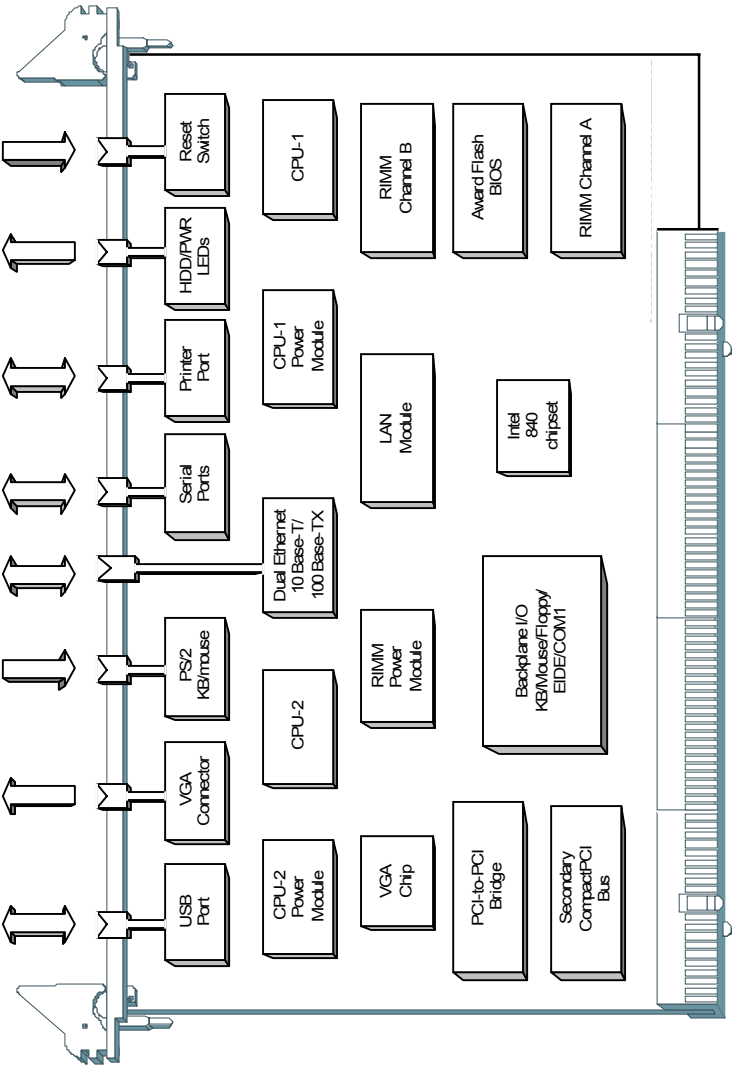 Reset
Switch
HDD/PWR
LEDs
Printer
Port
Serial
Ports
PS/2
KB/mouse
VGA
Connector
USB
Port
CPU-1
CPU-1
Power
Module
Dual Ethernet
10 Base-T/
100 Base-TX
CPU-2
CPU-2
Power
Module
RIMM
Channel B
LAN
Module
RIMM
Power
Module
VGA
Chip
Award Flash
BIOS
Intel
840
chipset
Backplane I/O
KB/Mouse/Floppy/
EIDE/COM1
PCI-to-PCI
Bridge
RIMM Channel A
Secondary
CompactPCI
Bus